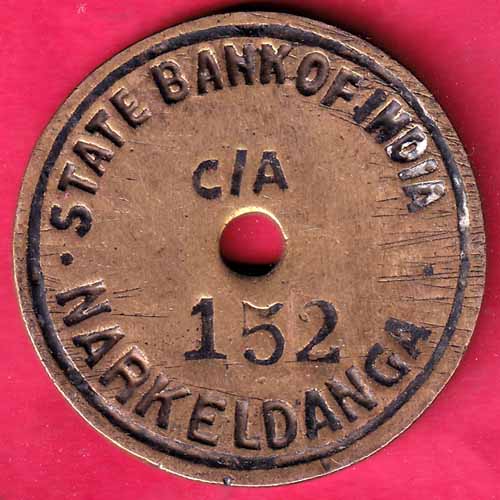 · STATE BANK OF INDIA ·
C/A
152
NARKELDANGA